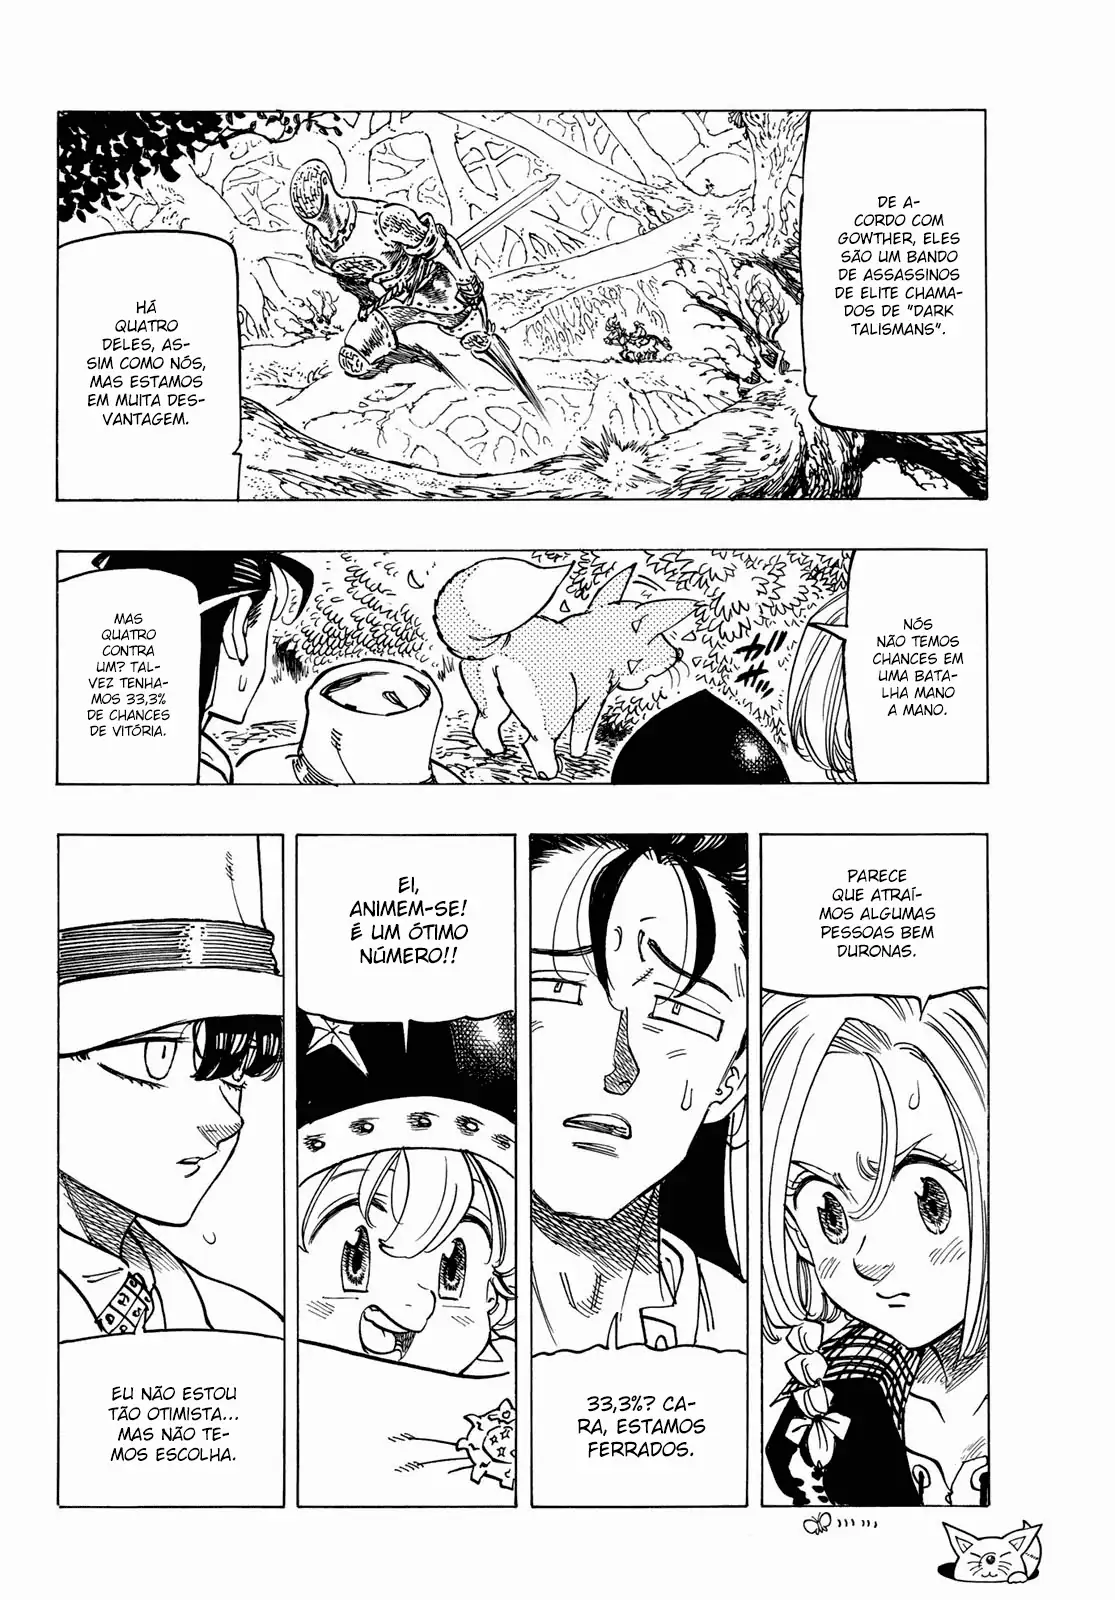 DE A-
CORDO COM
GOWTHER, ELES
SÃO UM BANDO
DE ASSASSINOS
DE ELITE CHAMA-
DOS DE "DARK
TALISMANS".
HÁ
QUATRO
DELES, AS-
SIM COMO NÓS,
MAS ESTAMOS
EM MUITA DES-
VANTAGEM.
NÓS
NÃO TEMOS
CHANCES EM
UMA BATA-
LHA MANO
A MANO.
MAS
QUATRO
CONTRA
UM? TAL-
VEZ TENHA-
MOS 33,3%
DE CHANCES
DE VITÓRIA.
PARECE
QUE ATRAÍ-
MOS ALGUMAS
PESSOAS BEM
DURONAS.
33,3%? CA-
RA, ESTAMOS
FERRADOS.
EI,
ANIMEM-SE!
É UM ÓTIMO
NÚMERO!!
EU NÃO ESTOU
TÃO OTIMISTA...
MAS NÃO TE-
MOS ESCOLHA.